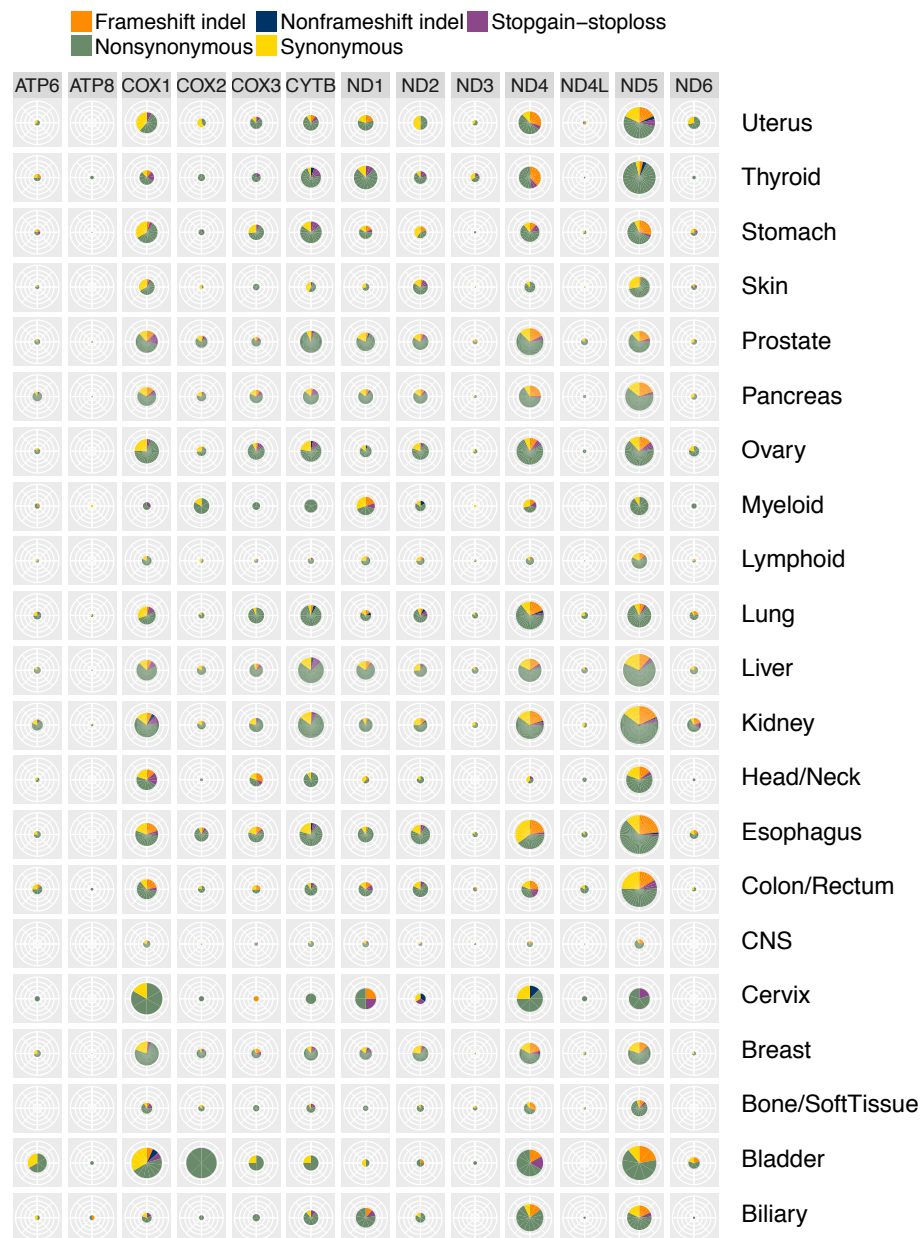 Frameshift indel Nonframeshift indel Stopgain−stoploss
Nonsynonymous Synonymous
ATP6 ATP8 COX1 COX2 COX3 CYTB ND1 ND2 ND3 ND4 ND4L ND5 ND6
Uterus
Thyroid
Stomach
Skin
Prostate
Pancreas
Ovary
Myeloid
Lymphoid
Lung
Liver
Kidney
Head/Neck
Esophagus
Colon/Rectum
CNS
Cervix
Breast
Bone/SoftTissue
Bladder
Biliary